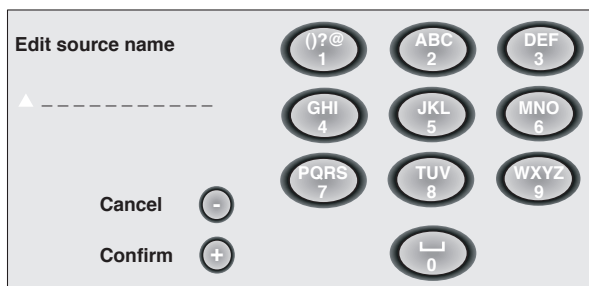 Edit source name
()?@
1
ABC
2
DEF
3
GHI
4
JKL
5
MNO
6
PQRS
7
TUV
8
WXYZ
9
Cancel -
Confirm +
0